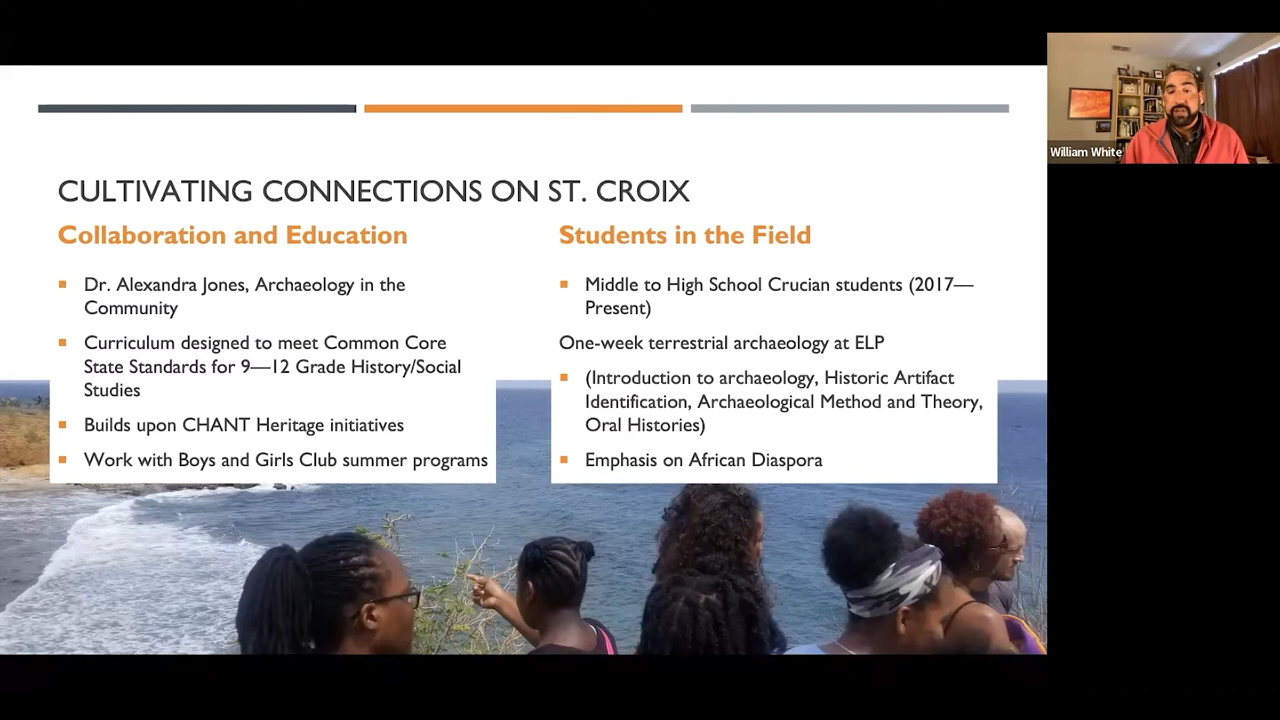 CULTIVATING CONNECTIONS ON ST. CROIX
Collaboration and Education
Dr. Alexandra Jones, Archaeology in the
Community
Curriculum designed to meet Common Core
State Standards for 9—12 Grade History/Social
Studies
Builds upon CHANT Heritage initiatives
Work with Boys and Girls Club summer programs
Students in the Field
Middle to High School Crucian students (2017—
Present)
One-week terrestrial archaeology at ELP
(Introduction to archaeology, Historic Artifact
Identification, Archaeological Method and Theory,
Oral Histories)
Emphasis on African Diaspora
William White